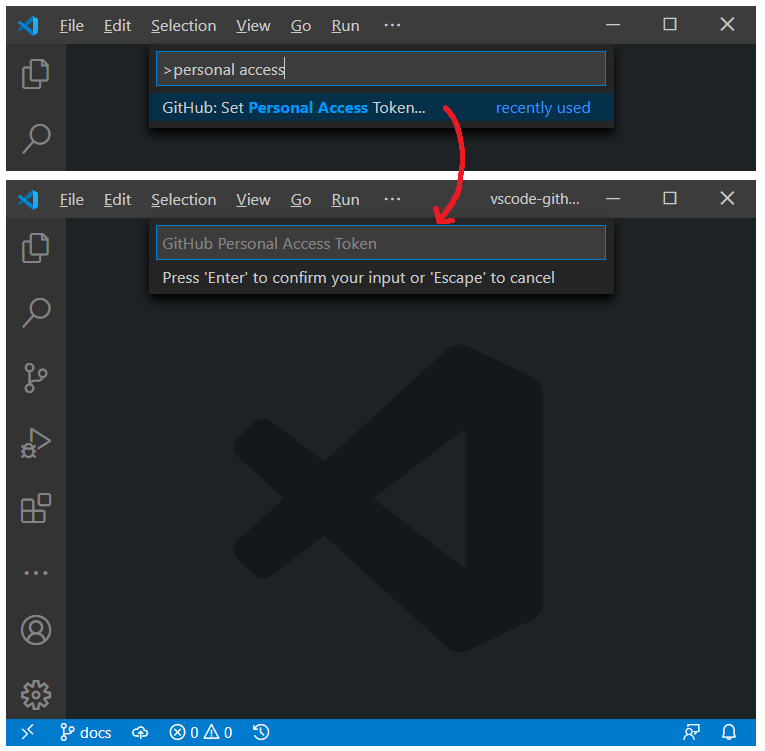 File Edit Selection View Go Run ···
>personal access
GitHub: Set Personal Access Token... recently used
File Edit Selection View Go Run ··· vscode-gith...
GitHub Personal Access Token
Press 'Enter' to confirm your input or 'Escape' to cancel
docs 0 0